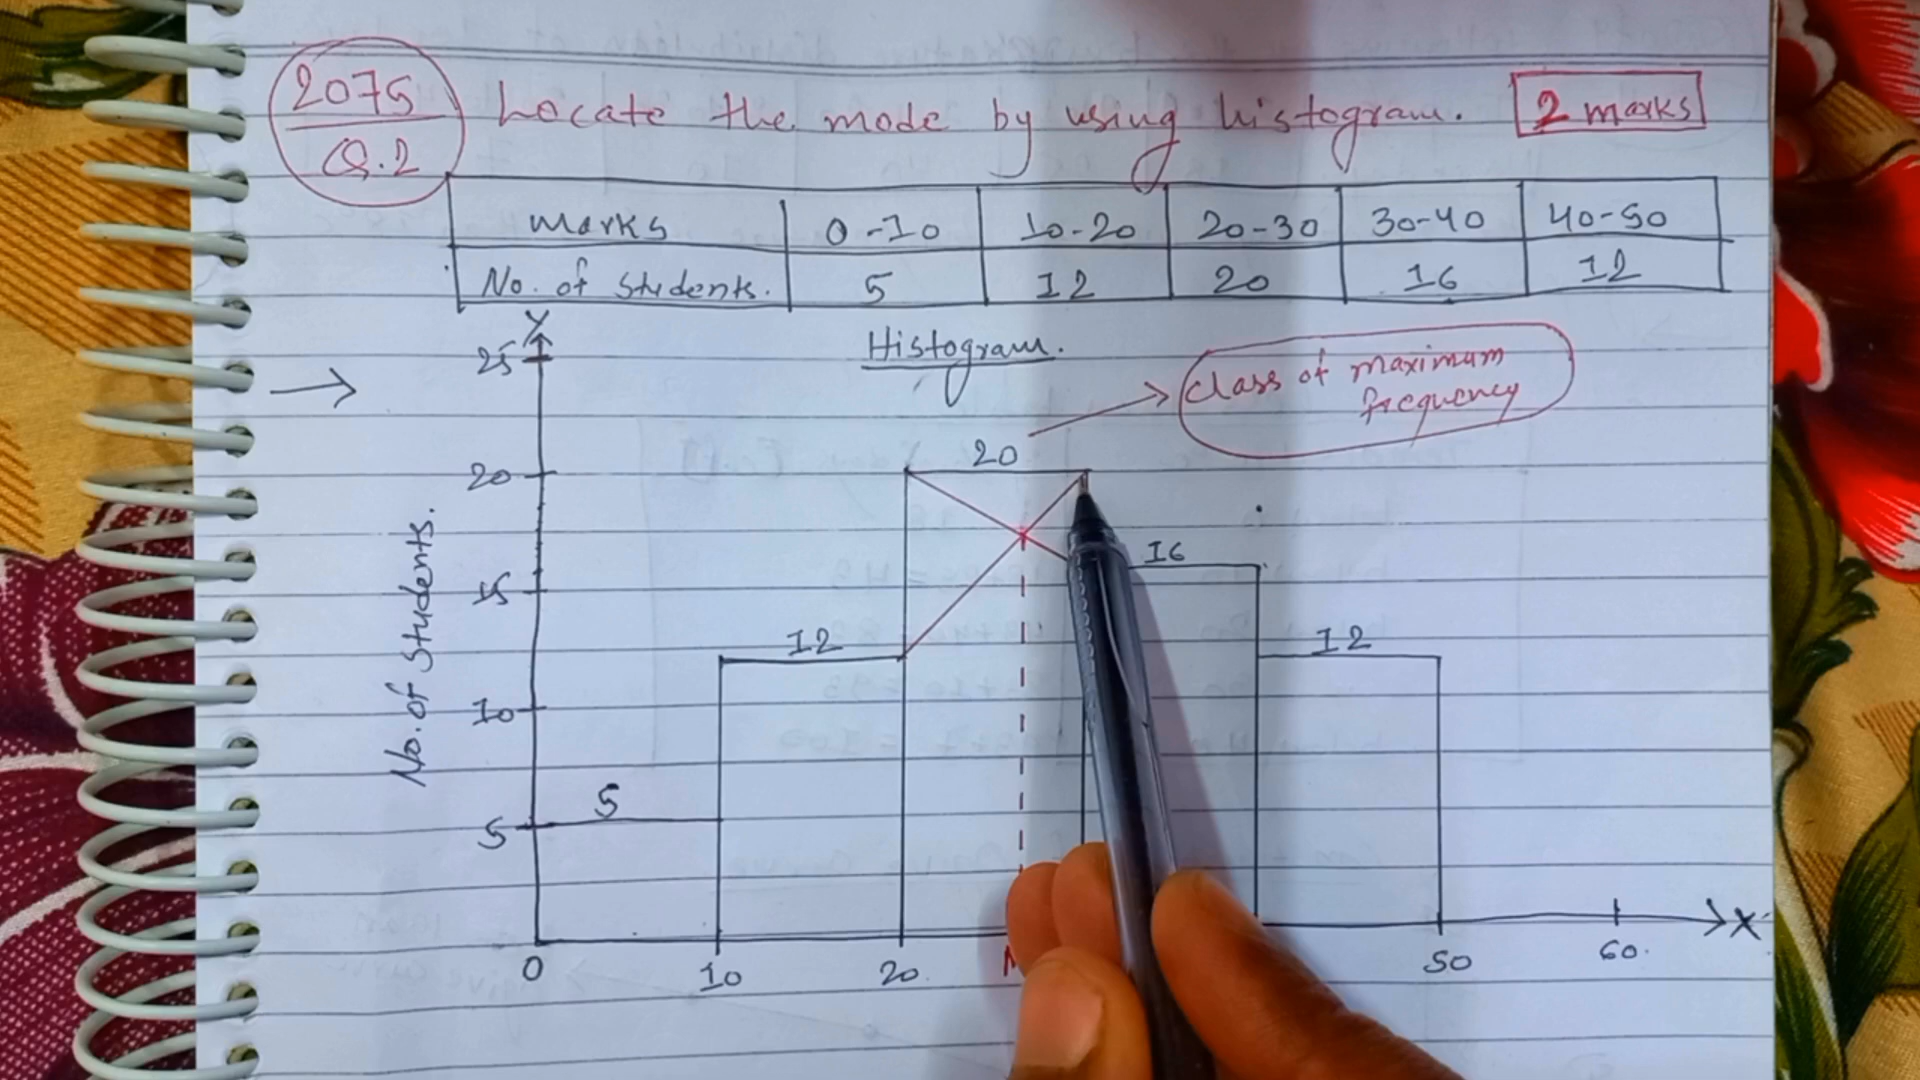 2075
Q.2
Locate the mode by using histogram.
2 marks
Marks 0-10 10-20 20-30 30-40 40-50
No. of Students. 5 12 20 16 12
Y
Histogram.
Class of maximum
frequency
25
20
15
10
5
No. of Students.
20
16
12
12
5
0 10 20. 50 60.
X